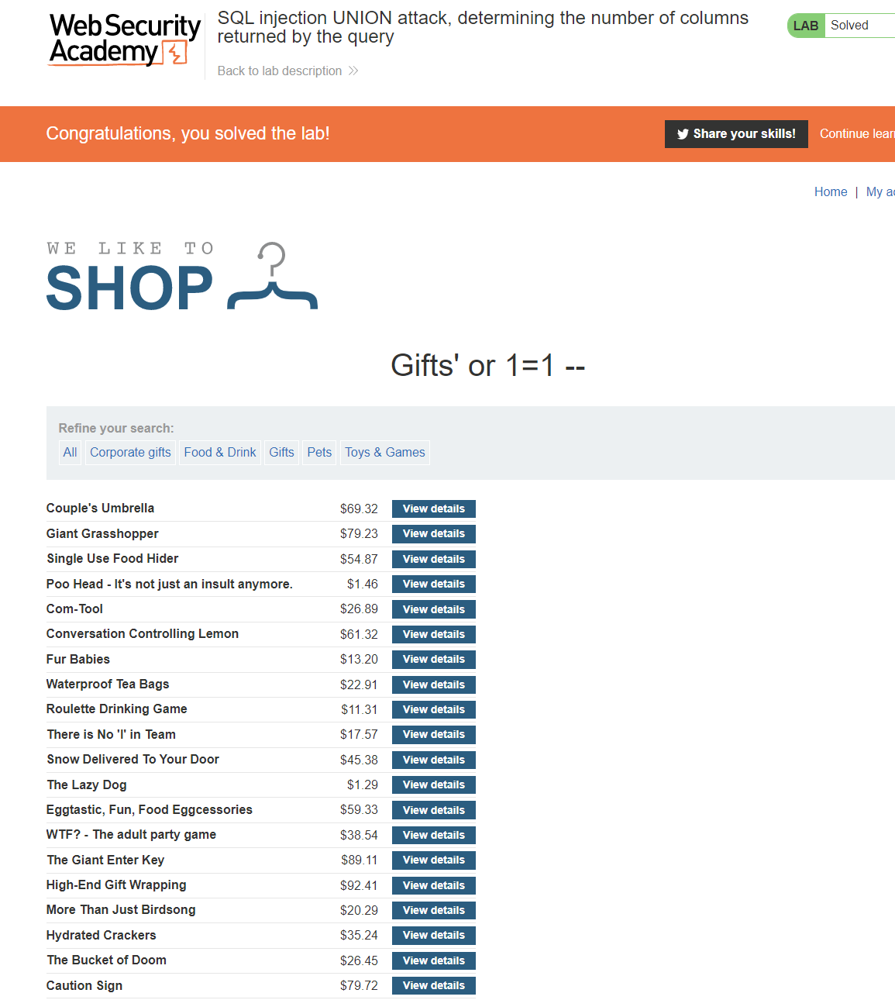 Web Security
Academy
SQL injection UNION attack, determining the number of columns
returned by the query
Back to lab description
LAB Solved
Congratulations, you solved the lab!
Share your skills!
Continue
Home | My
WE LIKE TO
SHOP
Gifts' or 1=1 --
Refine your search:
All Corporate gifts Food & Drink Gifts Pets Toys & Games
Couple's Umbrella $69.32 View details
Giant Grasshopper $79.23 View details
Single Use Food Hider $54.87 View details
Poo Head - It's not just an insult anymore. $1.46 View details
Com-Tool $26.89 View details
Conversation Controlling Lemon $61.32 View details
Fur Babies $13.20 View details
Waterproof Tea Bags $22.91 View details
Roulette Drinking Game $11.31 View details
There is No 'I' in Team $17.57 View details
Snow Delivered To Your Door $45.38 View details
The Lazy Dog $1.29 View details
Eggtastic, Fun, Food Eggcessories $59.33 View details
WTF? - The adult party game $38.54 View details
The Giant Enter Key $89.11 View details
High-End Gift Wrapping $92.41 View details
More Than Just Birdsong $20.29 View details
Hydrated Crackers $35.24 View details
The Bucket of Doom $26.45 View details
Caution Sign $79.72 View details